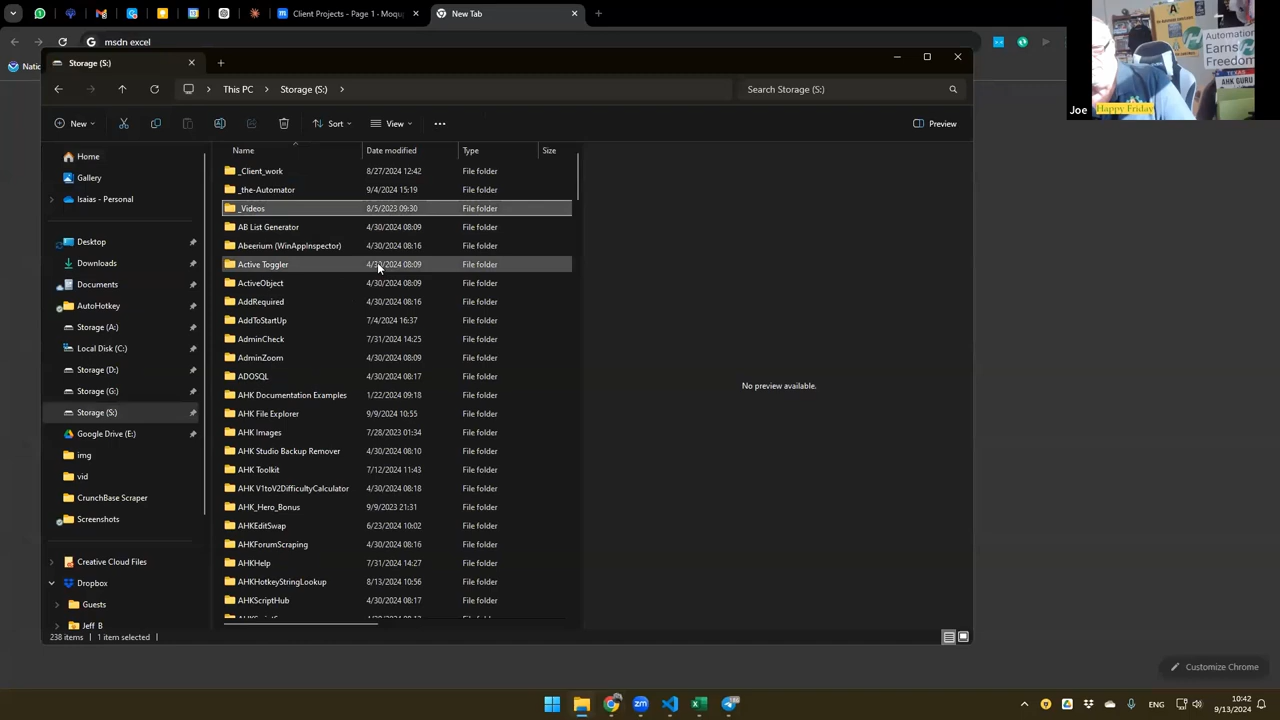 Client Projects - Page 1 - Moqu
New Tab
msdn excel
Natio
Storage (S:)
This PC
Storage (S:)
Search Storage (S:)
New
Sort
View
Preview
Name
Date modified
Type
Size
Home
Gallery
Isaias - Personal
Desktop
Downloads
Documents
AutoHotkey
Storage (A:)
Local Disk (C:)
Storage (D:)
Storage (G:)
Storage (S:)
Google Drive (E:)
img
vid
CrunchBase Scraper
Screenshots
Creative Cloud Files
Dropbox
Guests
Jeff B
_Client_work 8/27/2024 12:42 File folder
_the-Automator 9/4/2024 15:19 File folder
_Videos 8/5/2023 09:30 File folder
AB List Generator 4/30/2024 08:09 File folder
Abeerium (WinAppInspector) 4/30/2024 08:16 File folder
Active Toggler 4/30/2024 08:09 File folder
ActiveObject 4/30/2024 08:09 File folder
AddRequired 4/30/2024 08:16 File folder
AddToStartUp 7/4/2024 16:37 File folder
AdminCheck 7/31/2024 14:25 File folder
AdminZoom 4/30/2024 08:09 File folder
ADOSQL 4/30/2024 08:17 File folder
AHK Documentation Examples 1/22/2024 09:18 File folder
AHK File Explorer 9/9/2024 10:55 File folder
AHK Images 7/28/2023 01:34 File folder
AHK Studio Backup Remover 4/30/2024 08:10 File folder
AHK Toolkit 7/12/2024 11:43 File folder
AHK V1toV2DifficultyCalculator 4/30/2024 08:18 File folder
AHK_Hero_Bonus 9/9/2023 21:31 File folder
AHKEditSwap 6/23/2024 10:02 File folder
AHKForumScraping 4/30/2024 08:16 File folder
AHKHelp 7/31/2024 14:27 File folder
AHKHotkeyStringLookup 8/13/2024 10:56 File folder
AHKScriptHub 4/30/2024 08:17 File folder
No preview available.
238 items
1 item selected
Automation
Earns
Freedom
TEXAS
AHK GURU
Joe
Happy Friday
Customize Chrome
ENG
10:42
9/13/2024